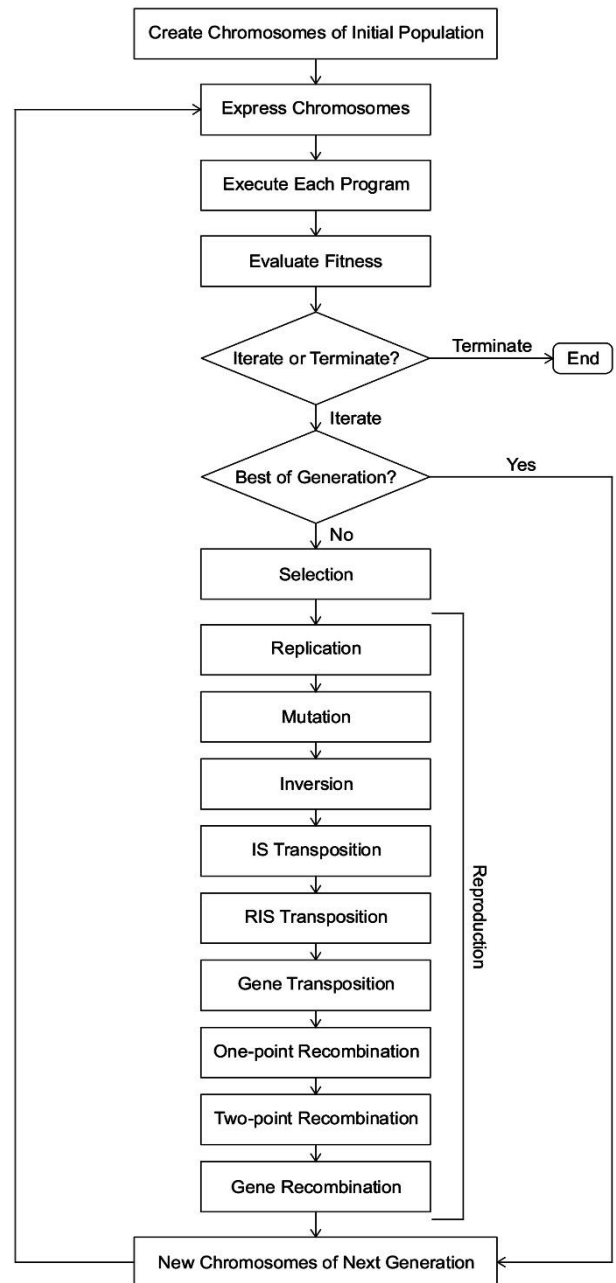 Create Chromosomes of Initial Population
Express Chromosomes
Execute Each Program
Evaluate Fitness
Iterate or Terminate?
Terminate
End
Iterate
Best of Generation?
Yes
No
Selection
Replication
Mutation
Inversion
IS Transposition
RIS Transposition
Gene Transposition
One-point Recombination
Two-point Recombination
Gene Recombination
Reproduction
New Chromosomes of Next Generation